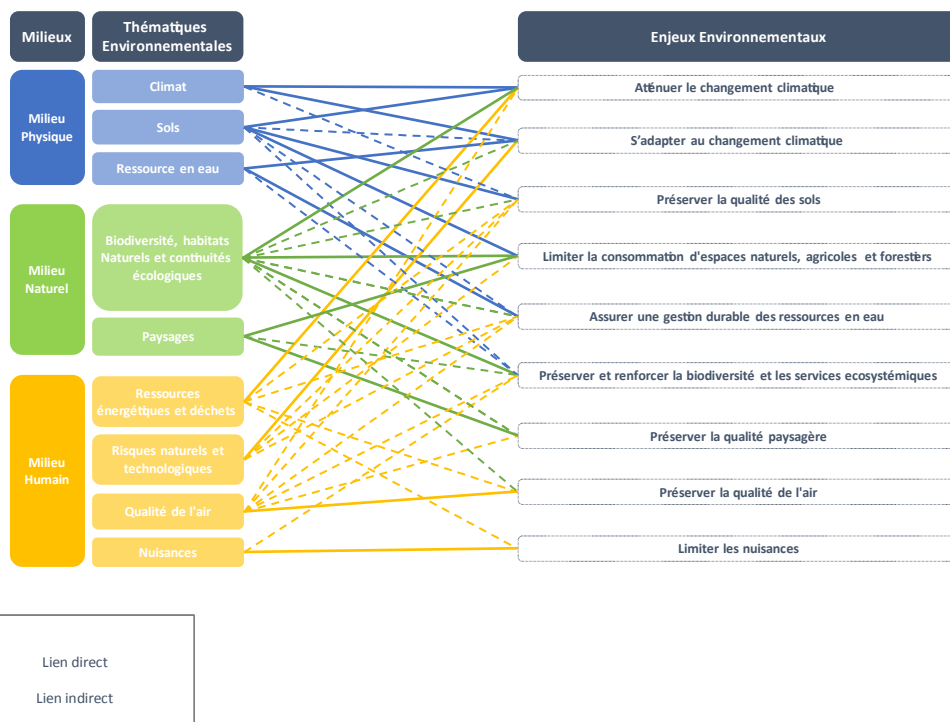 Milieux
Thématiques
Environnementales
Enjeux Environnementaux
Milieu
Physique
Climat
Sols
Ressource en eau
Milieu
Naturel
Biodiversité, habitats
Naturels et continuités
écologiques
Paysages
Milieu
Humain
Ressources
énergétiques et déchets
Risques naturels et
technologiques
Qualité de l'air
Nuisances
Atténuer le changement climatique
S'adapter au changement climatique
Préserver la qualité des sols
Limiter la consommation d'espaces naturels, agricoles et forestiers
Assurer une gestion durable des ressources en eau
Préserver et renforcer la biodiversité et les services ecosystémiques
Préserver la qualité paysagère
Préserver la qualité de l'air
Limiter les nuisances
Lien direct
Lien indirect